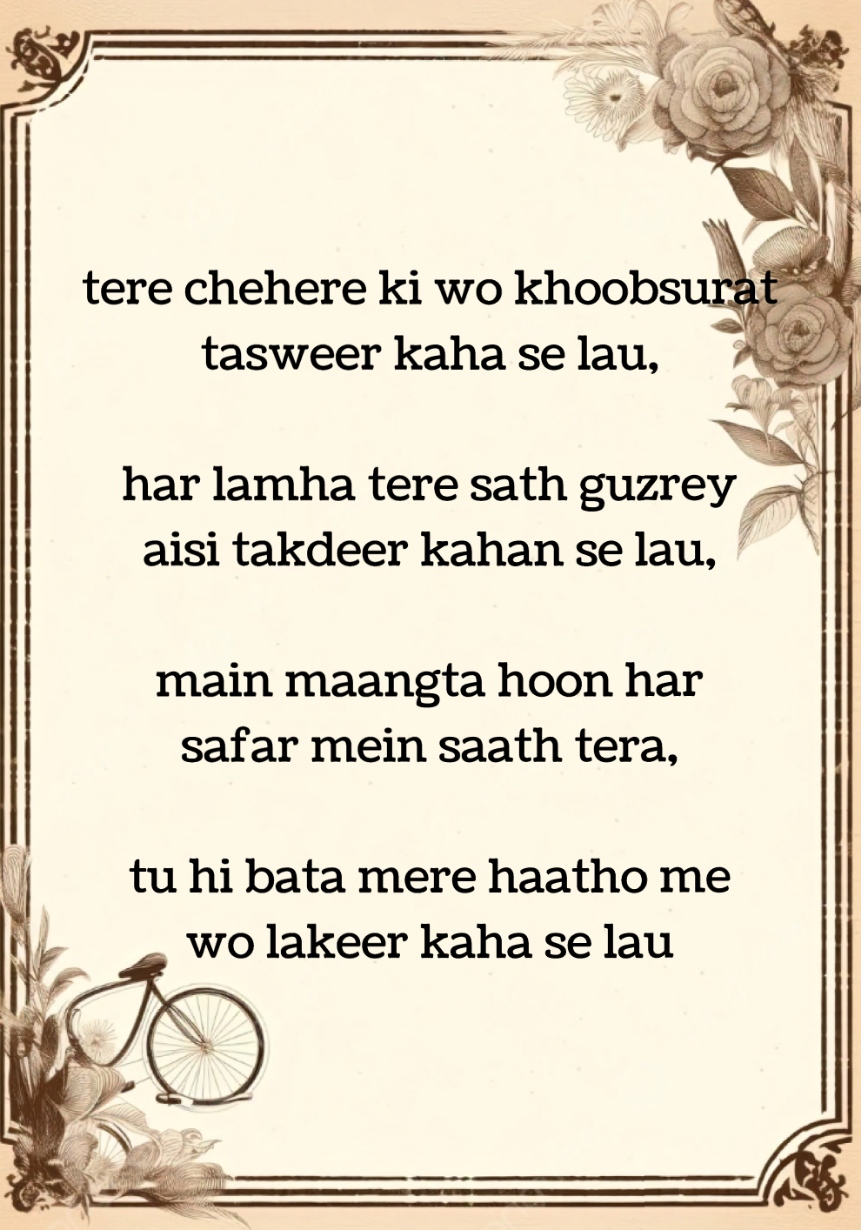 tere chehere ki wo khoobsurat
tasweer kaha se lau,
har lamha tere sath guzrey
aisi takdeer kahan se lau,
main maangta hoon har
safar mein saath tera,
tu hi bata mere haatho me
wo lakeer kaha se lau